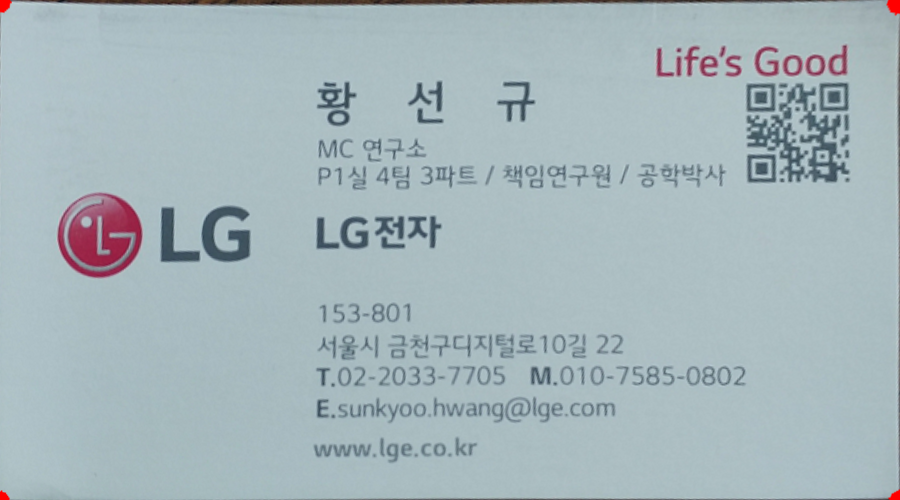 Life's Good
황 선 규
MC 연구소
P1실 4팀 3파트 / 책임연구원 / 공학박사
LG
LG전자
153-801
서울시 금천구디지털로10길 22
T.02-2033-7705 M.010-7585-0802
E.sunkyoo.hwang@lge.com
www.lge.co.kr